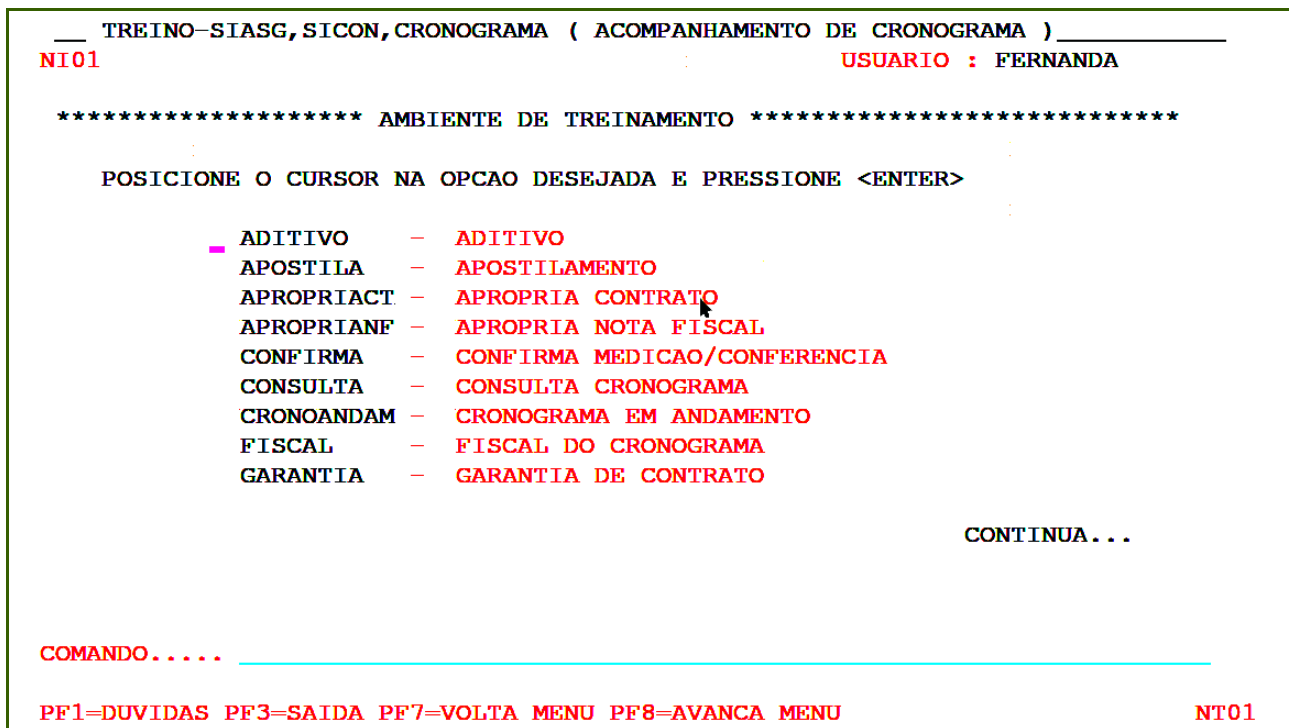 __ TREINO-SIASG,SICON,CRONOGRAMA ( ACOMPANHAMENTO DE CRONOGRAMA )___________
NI01 USUARIO : FERNANDA
******************** AMBIENTE DE TREINAMENTO ****************************
POSICIONE O CURSOR NA OPCAO DESEJADA E PRESSIONE <ENTER>
_ ADITIVO - ADITIVO
APOSTILA - APOSTILAMENTO
APROPRIACT - APROPRIA CONTRATO
APROPRIANF - APROPRIA NOTA FISCAL
CONFIRMA - CONFIRMA MEDICAO/CONFERENCIA
CONSULTA - CONSULTA CRONOGRAMA
CRONOANDAM - CRONOGRAMA EM ANDAMENTO
FISCAL - FISCAL DO CRONOGRAMA
GARANTIA - GARANTIA DE CONTRATO
CONTINUA...
COMANDO.....
PF1=DUVIDAS PF3=SAIDA PF7=VOLTA MENU PF8=AVANCA MENU NT01